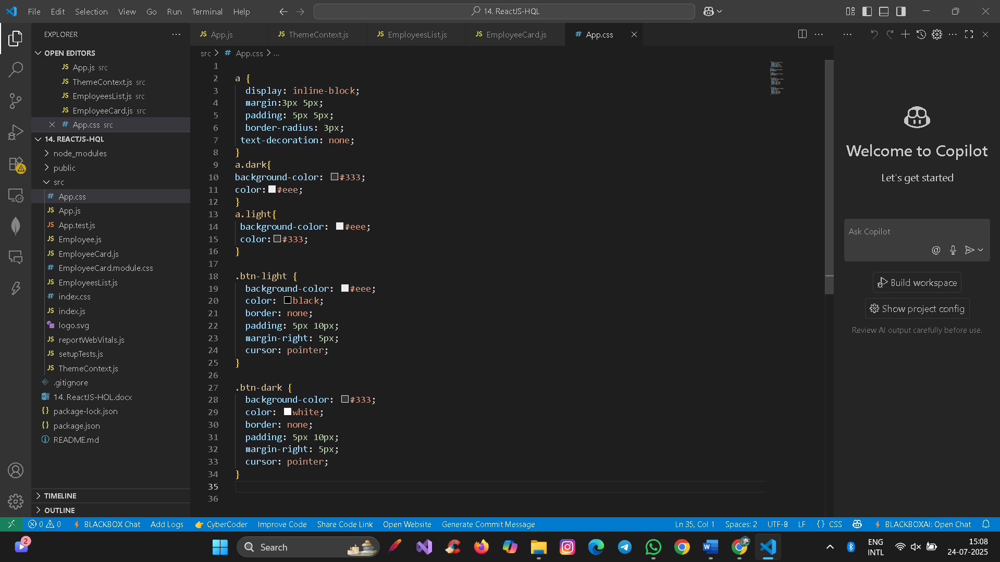 File Edit Selection View Go Run Terminal Help
14. ReactJS-HQL
EXPLORER
OPEN EDITORS
JS App.js src
JS ThemeContext.js src
JS EmployeesList.js src
JS EmployeeCard.js src
# App.css src
14. REACTJS-HQL
node_modules
public
src
# App.css
JS App.js
JS App.test.js
JS Employee.js
JS EmployeeCard.js
# EmployeeCard.module.css
JS EmployeesList.js
# index.css
JS index.js
logo.svg
JS reportWebVitals.js
JS setupTests.js
JS ThemeContext.js
.gitignore
14. ReactJS-HOL.docx
{} package-lock.json
{} package.json
README.md
TIMELINE
OUTLINE
JS App.js JS ThemeContext.js JS EmployeesList.js JS EmployeeCard.js # App.css
src > # App.css > ...
1
2 a {
3 display: inline-block;
4 margin:3px 5px;
5 padding: 5px 5px;
6 border-radius: 3px;
7 text-decoration: none;
8 }
9 a.dark{
10 background-color: #333;
11 color:#eee;
12 }
13 a.light{
14 background-color: #eee;
15 color:#333;
16 }
17
18 .btn-light {
19 background-color: #eee;
20 color: black;
21 border: none;
22 padding: 5px 10px;
23 margin-right: 5px;
24 cursor: pointer;
25 }
26
27 .btn-dark {
28 background-color: #333;
29 color: white;
30 border: none;
31 padding: 5px 10px;
32 margin-right: 5px;
33 cursor: pointer;
34 }
35
36
Welcome to Copilot
Let's get started
Ask Copilot
@
Build workspace
Show project config
Review AI output carefully before use.
0 0 BLACKBOX Chat Add Logs CyberCoder Improve Code Share Code Link Open Website Generate Commit Message Ln 35, Col 1 Spaces: 2 UTF-8 LF {} CSS BLACKBOXAI: Open Chat
2
Search
ENG
INTL
15:08
24-07-2025